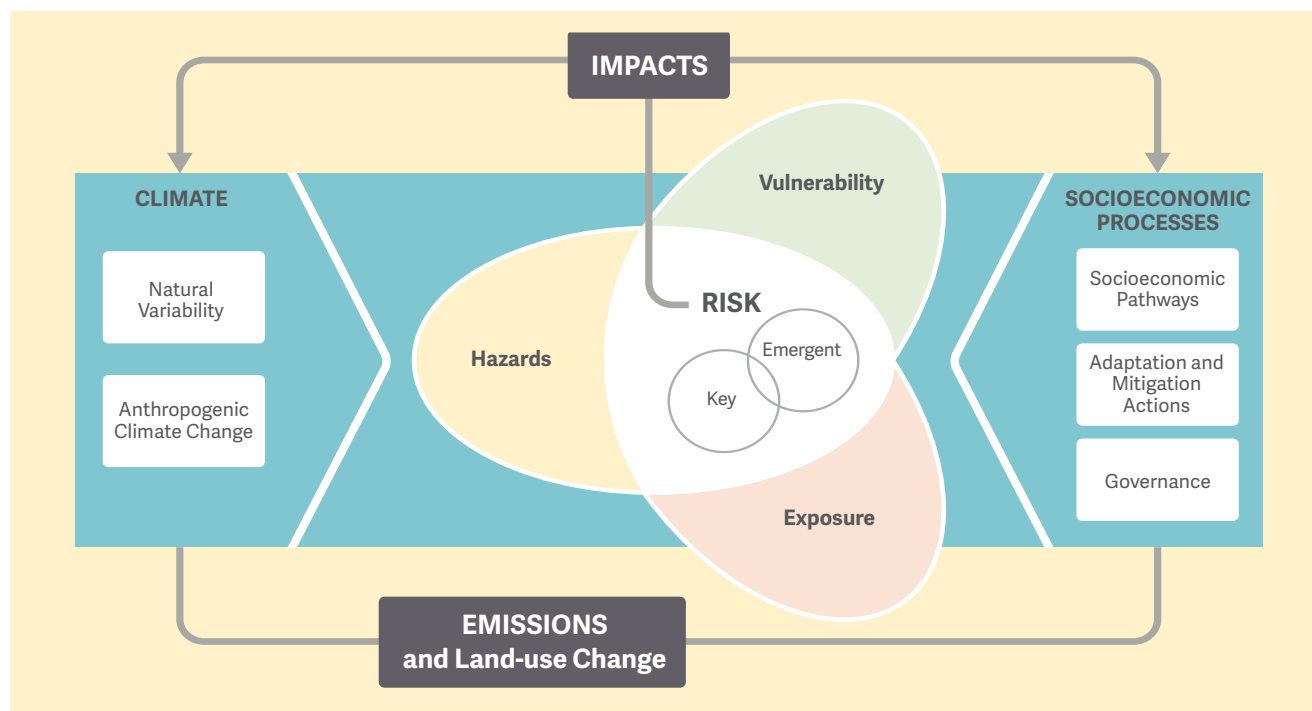 IMPACTS
CLIMATE
Natural
Variability
Anthropogenic
Climate Change
Vulnerability
Hazards
RISK
Emergent
Key
Exposure
SOCIOECONOMIC
PROCESSES
Socioeconomic
Pathways
Adaptation and
Mitigation
Actions
Governance
EMISSIONS
and Land-use Change